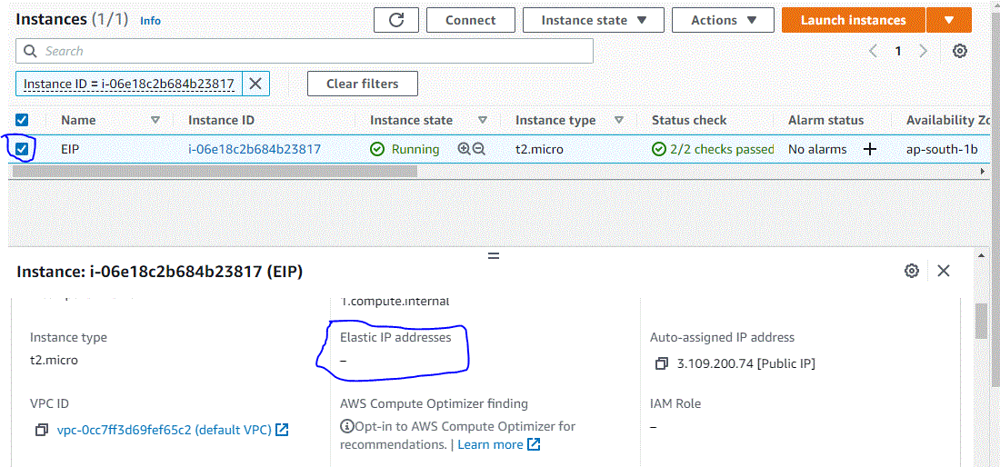 Instances (1/1) Info Connect Instance state Actions Launch instances
Search 1
Instance ID = i-06e18c2b684b23817 Clear filters
Name Instance ID Instance state Instance type Status check Alarm status Availability Zo
EIP i-06e18c2b684b23817 Running t2.micro 2/2 checks passed No alarms ap-south-1b
Instance: i-06e18c2b684b23817 (EIP)
1.compute.internal
Instance type Elastic IP addresses Auto-assigned IP address
t2.micro – 3.109.200.74 [Public IP]
VPC ID AWS Compute Optimizer finding IAM Role
vpc-0cc7ff3d69fef65c2 (default VPC) Opt-in to AWS Compute Optimizer for –
recommendations. | Learn more